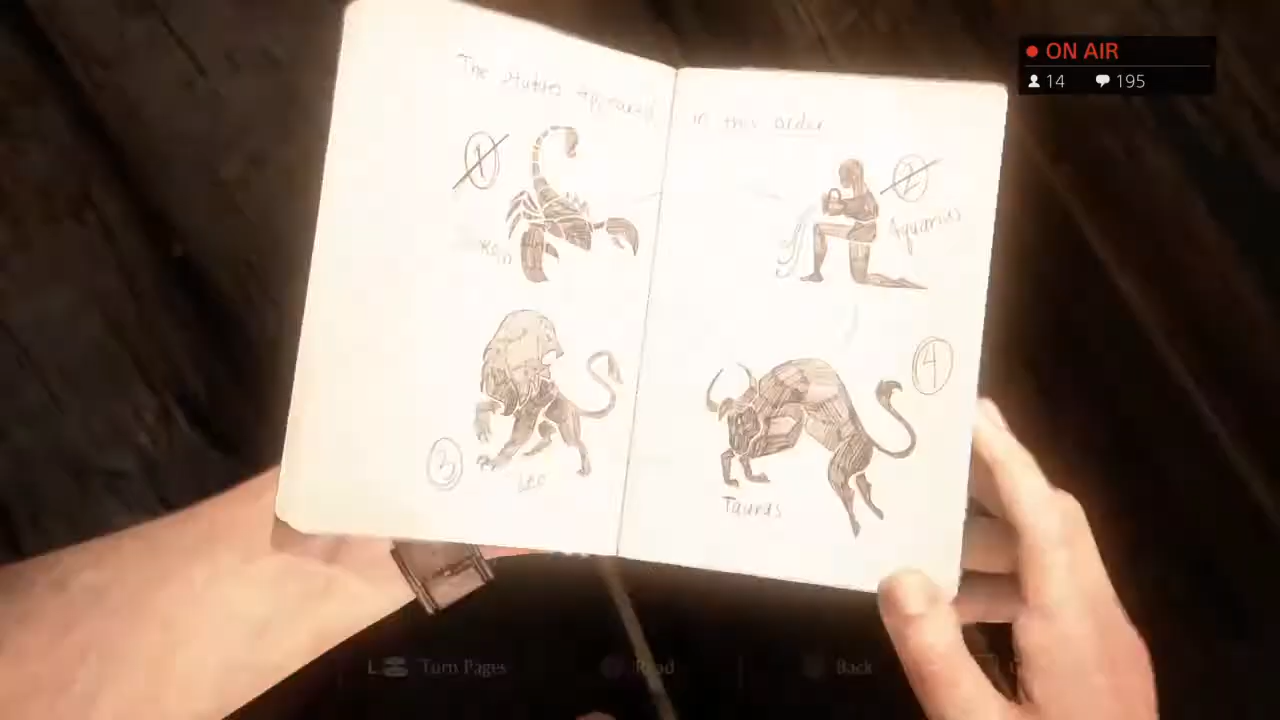 ON AIR
14 195
The statues appeared in this order
1
2
Aquarius
3
Leo
4
Taurus
L Turn Pages Read Back